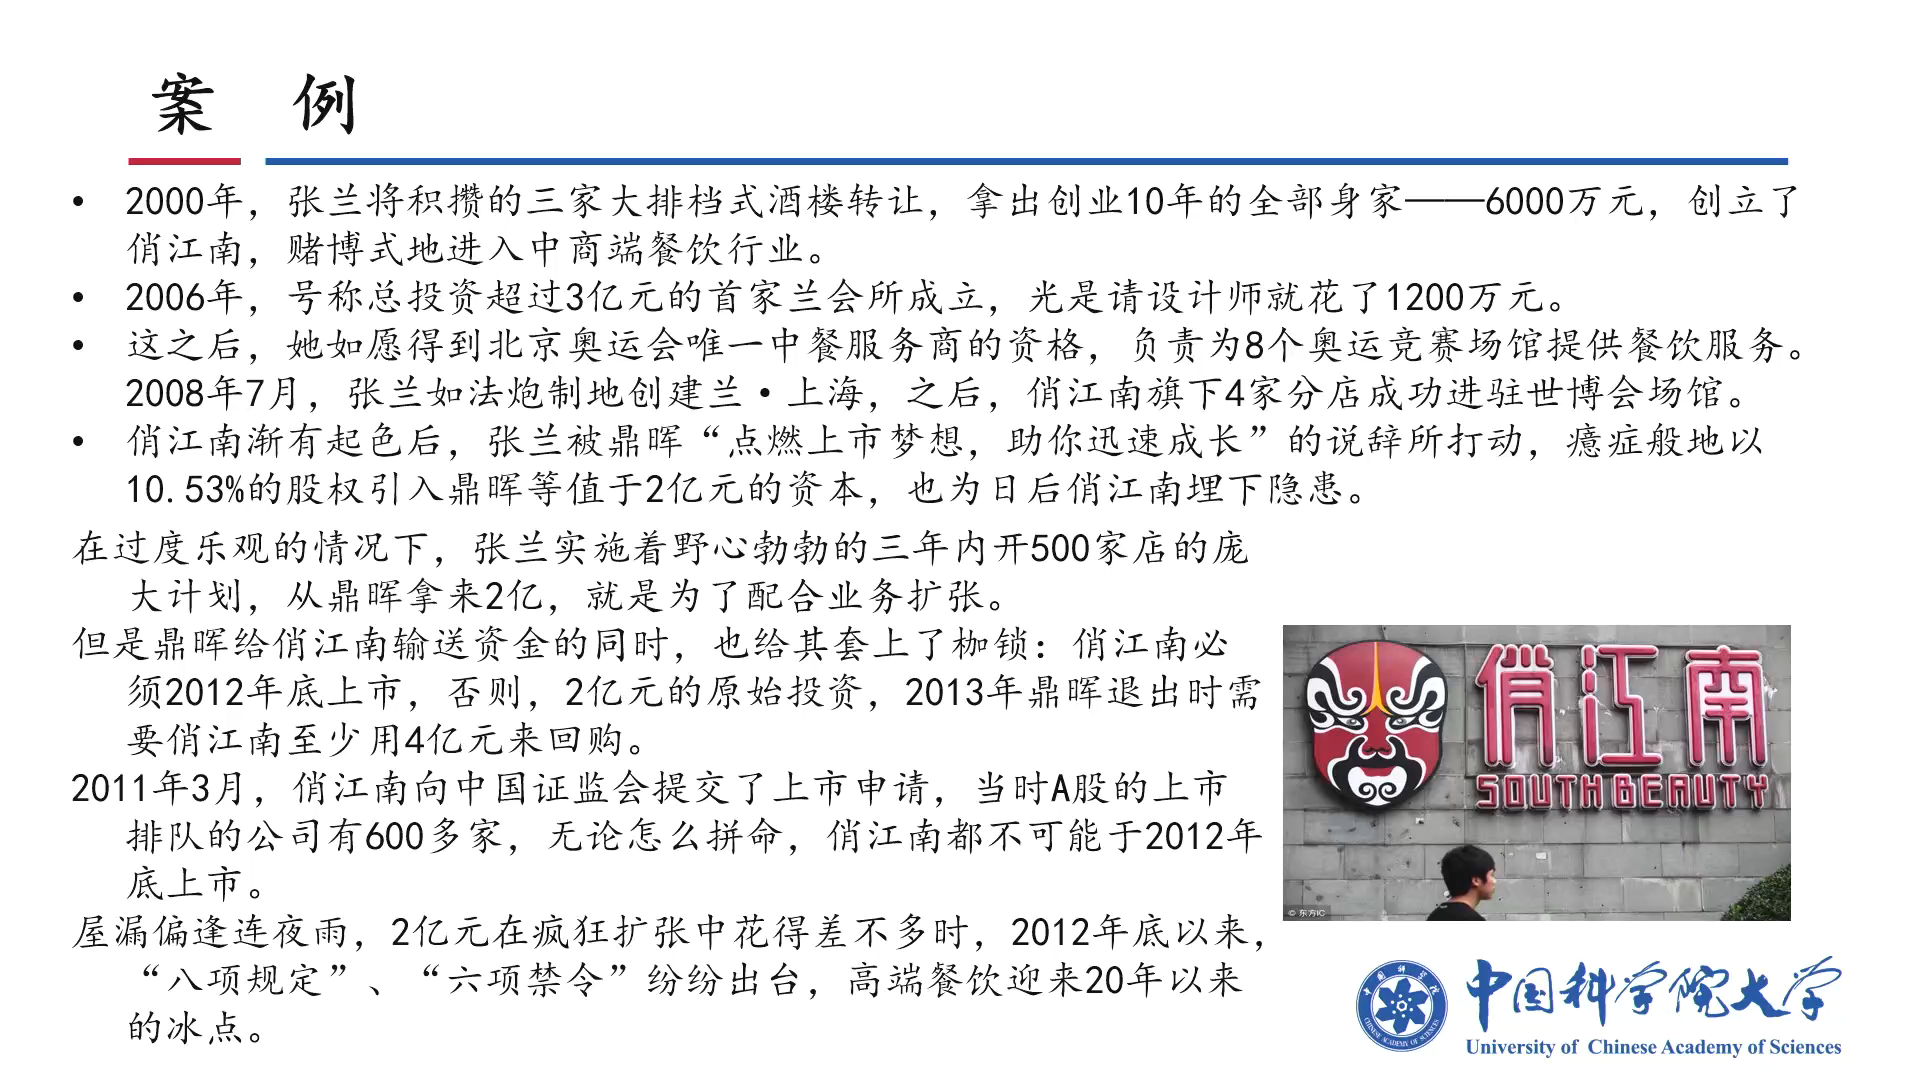 案 例
• 2000年，张兰将积攒的三家大排档式酒楼转让，拿出创业10年的全部身家——6000万元，创立了
俏江南，赌博式地进入中商端餐饮行业。
• 2006年，号称总投资超过3亿元的首家兰会所成立，光是请设计师就花了1200万元。
• 这之后，她如愿得到北京奥运会唯一中餐服务商的资格，负责为8个奥运竞赛场馆提供餐饮服务。
2008年7月，张兰如法炮制地创建兰·上海，之后，俏江南旗下4家分店成功进驻世博会场馆。
• 俏江南渐有起色后，张兰被鼎晖“点燃上市梦想，助你迅速成长”的说辞所打动，癔症般地以
10.53%的股权引入鼎晖等值于2亿元的资本，也为日后俏江南埋下隐患。
在过度乐观的情况下，张兰实施着野心勃勃的三年内开500家店的庞
大计划，从鼎晖拿来2亿，就是为了配合业务扩张。
但是鼎晖给俏江南输送资金的同时，也给其套上了枷锁：俏江南必
须2012年底上市，否则，2亿元的原始投资，2013年鼎晖退出时需
要俏江南至少用4亿元来回购。
2011年3月，俏江南向中国证监会提交了上市申请，当时A股的上市
排队的公司有600多家，无论怎么拼命，俏江南都不可能于2012年
底上市。
屋漏偏逢连夜雨，2亿元在疯狂扩张中花得差不多时，2012年底以来，
“八项规定”、“六项禁令”纷纷出台，高端餐饮迎来20年以来
的冰点。
俏江南
SOUTH BEAUTY
© 东方IC
中国科学院大学
University of Chinese Academy of Sciences